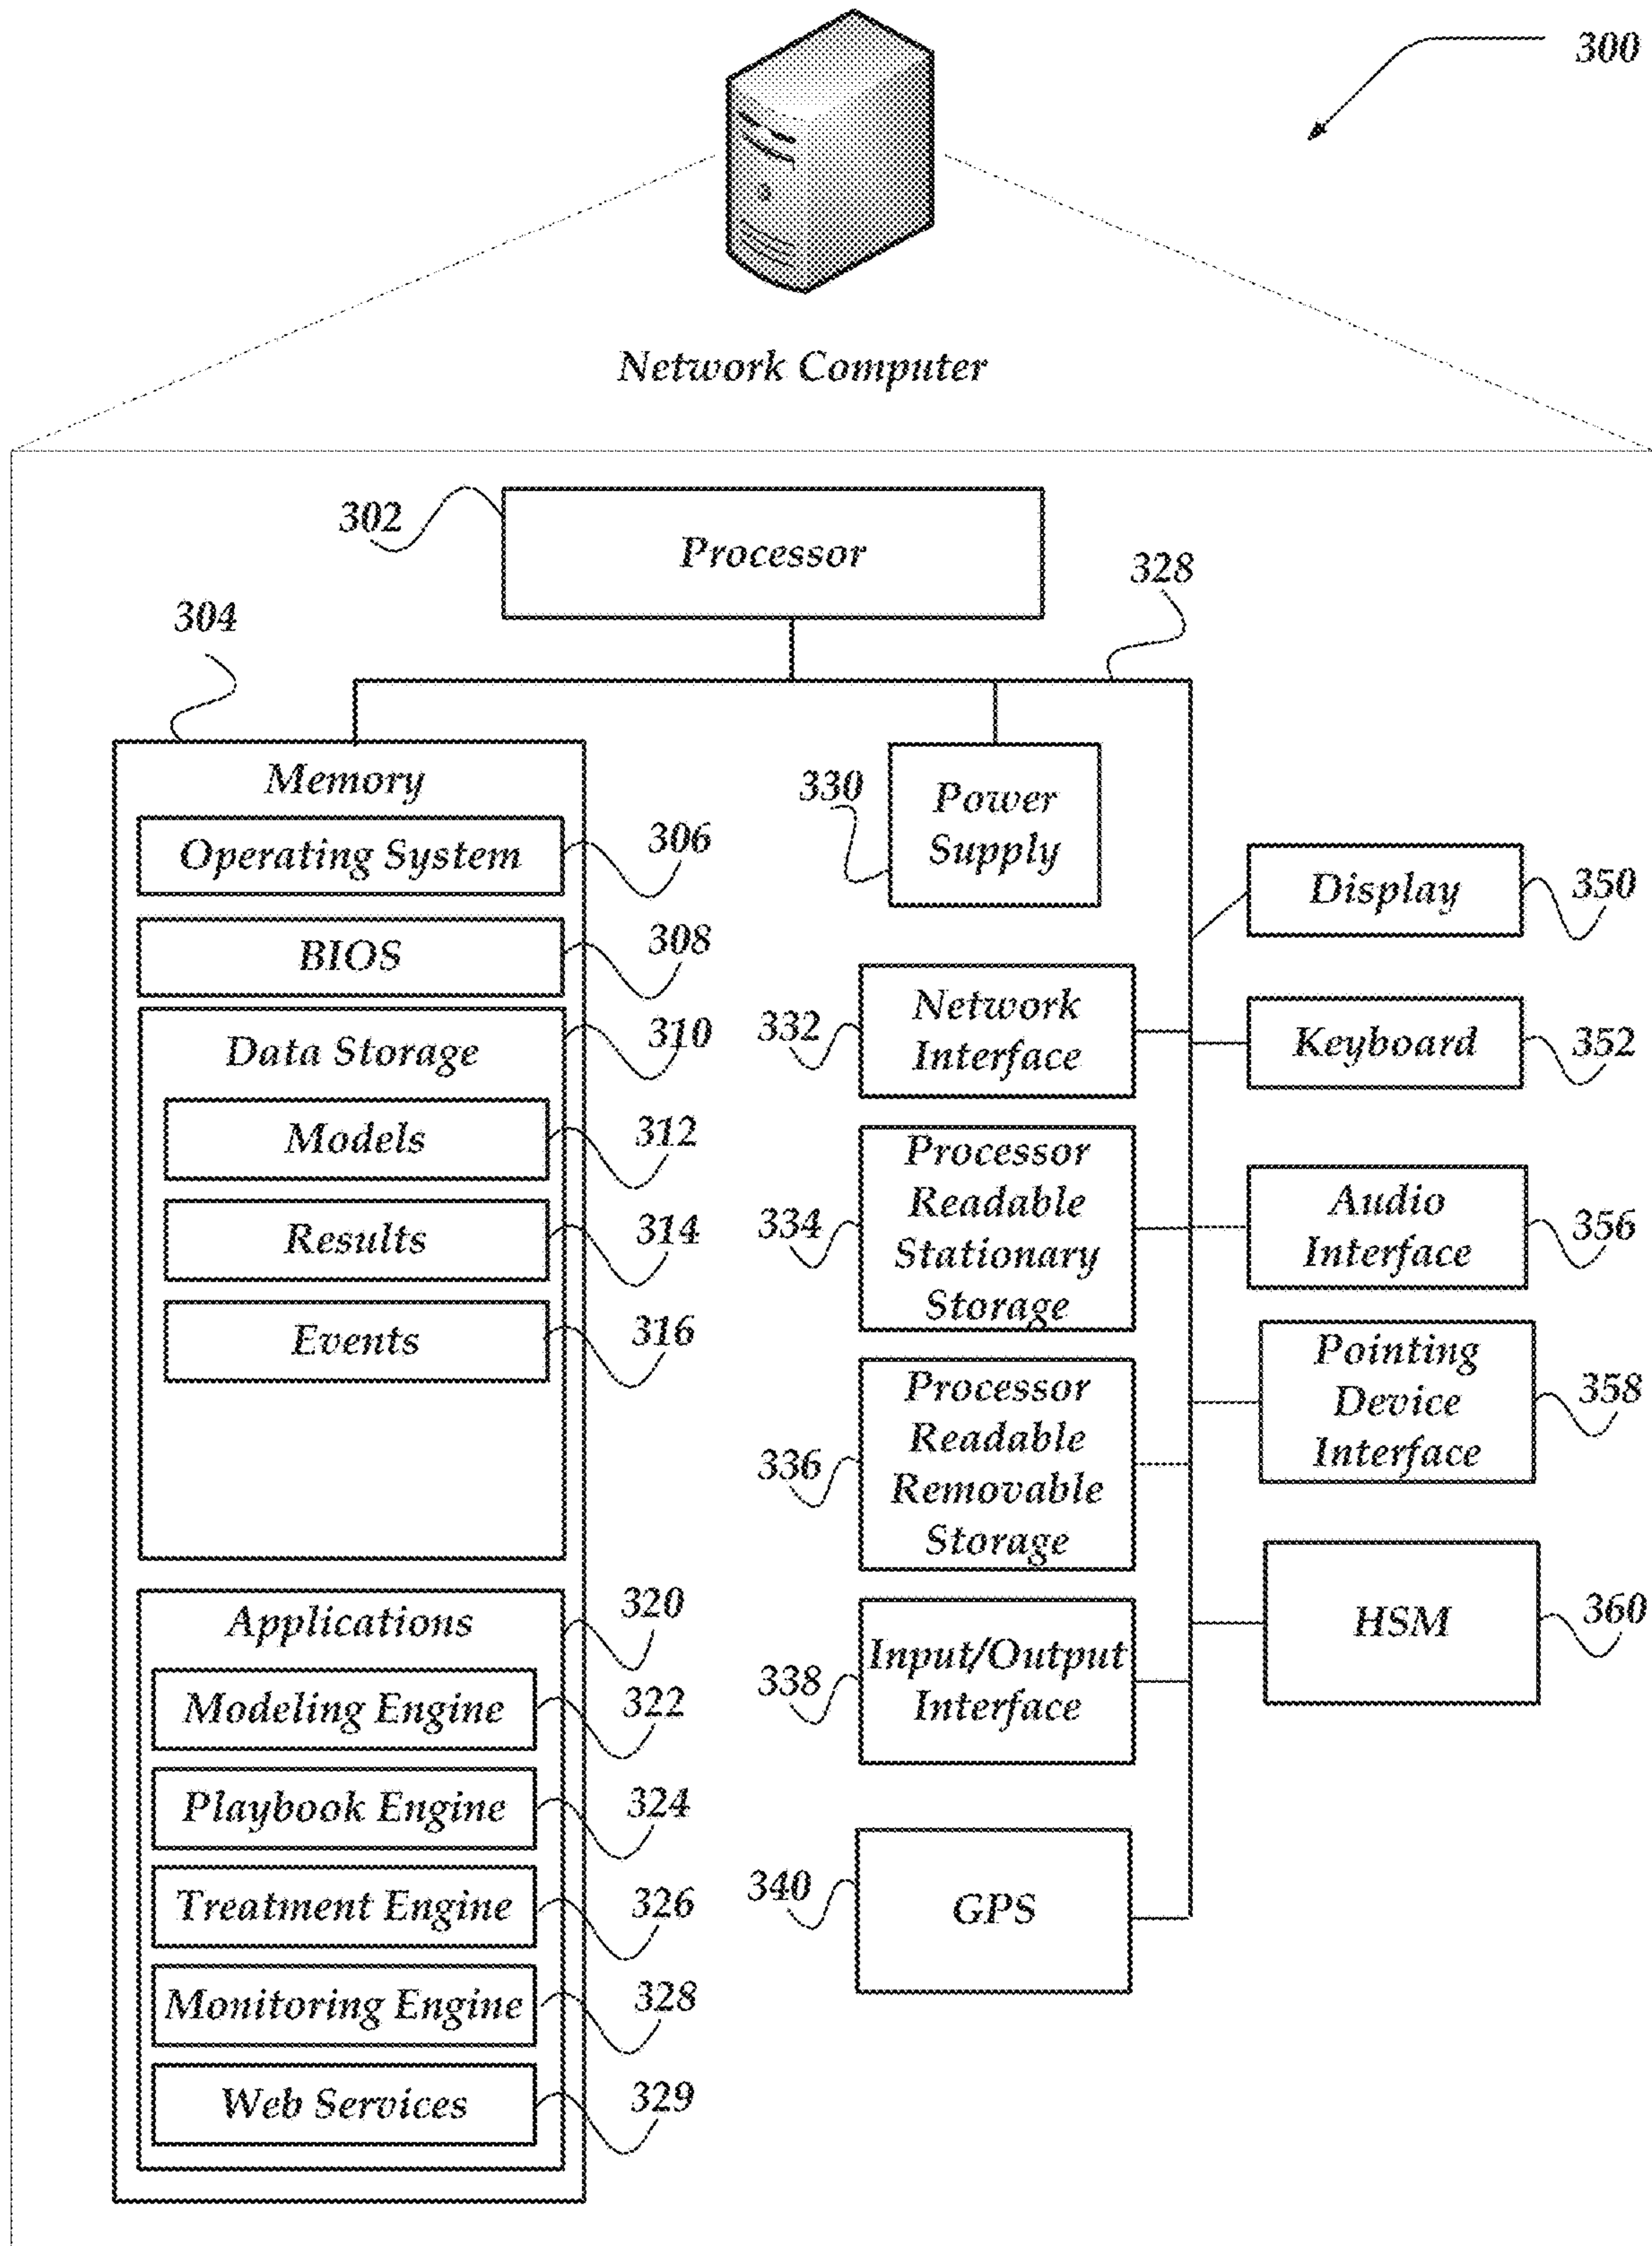 300
Network Computer
302
Processor
328
304
Memory
Operating System
306
BIOS
308
Data Storage
310
Models
312
Results
314
Events
316
Applications
320
Modeling Engine
322
Playbook Engine
324
Treatment Engine
326
Monitoring Engine
328
Web Services
329
330
Power
Supply
332
Network
Interface
334
Processor
Readable
Stationary
Storage
336
Processor
Readable
Removable
Storage
338
Input/Output
Interface
340
GPS
Display
350
Keyboard
352
Audio
Interface
356
Pointing
Device
Interface
358
HSM
360